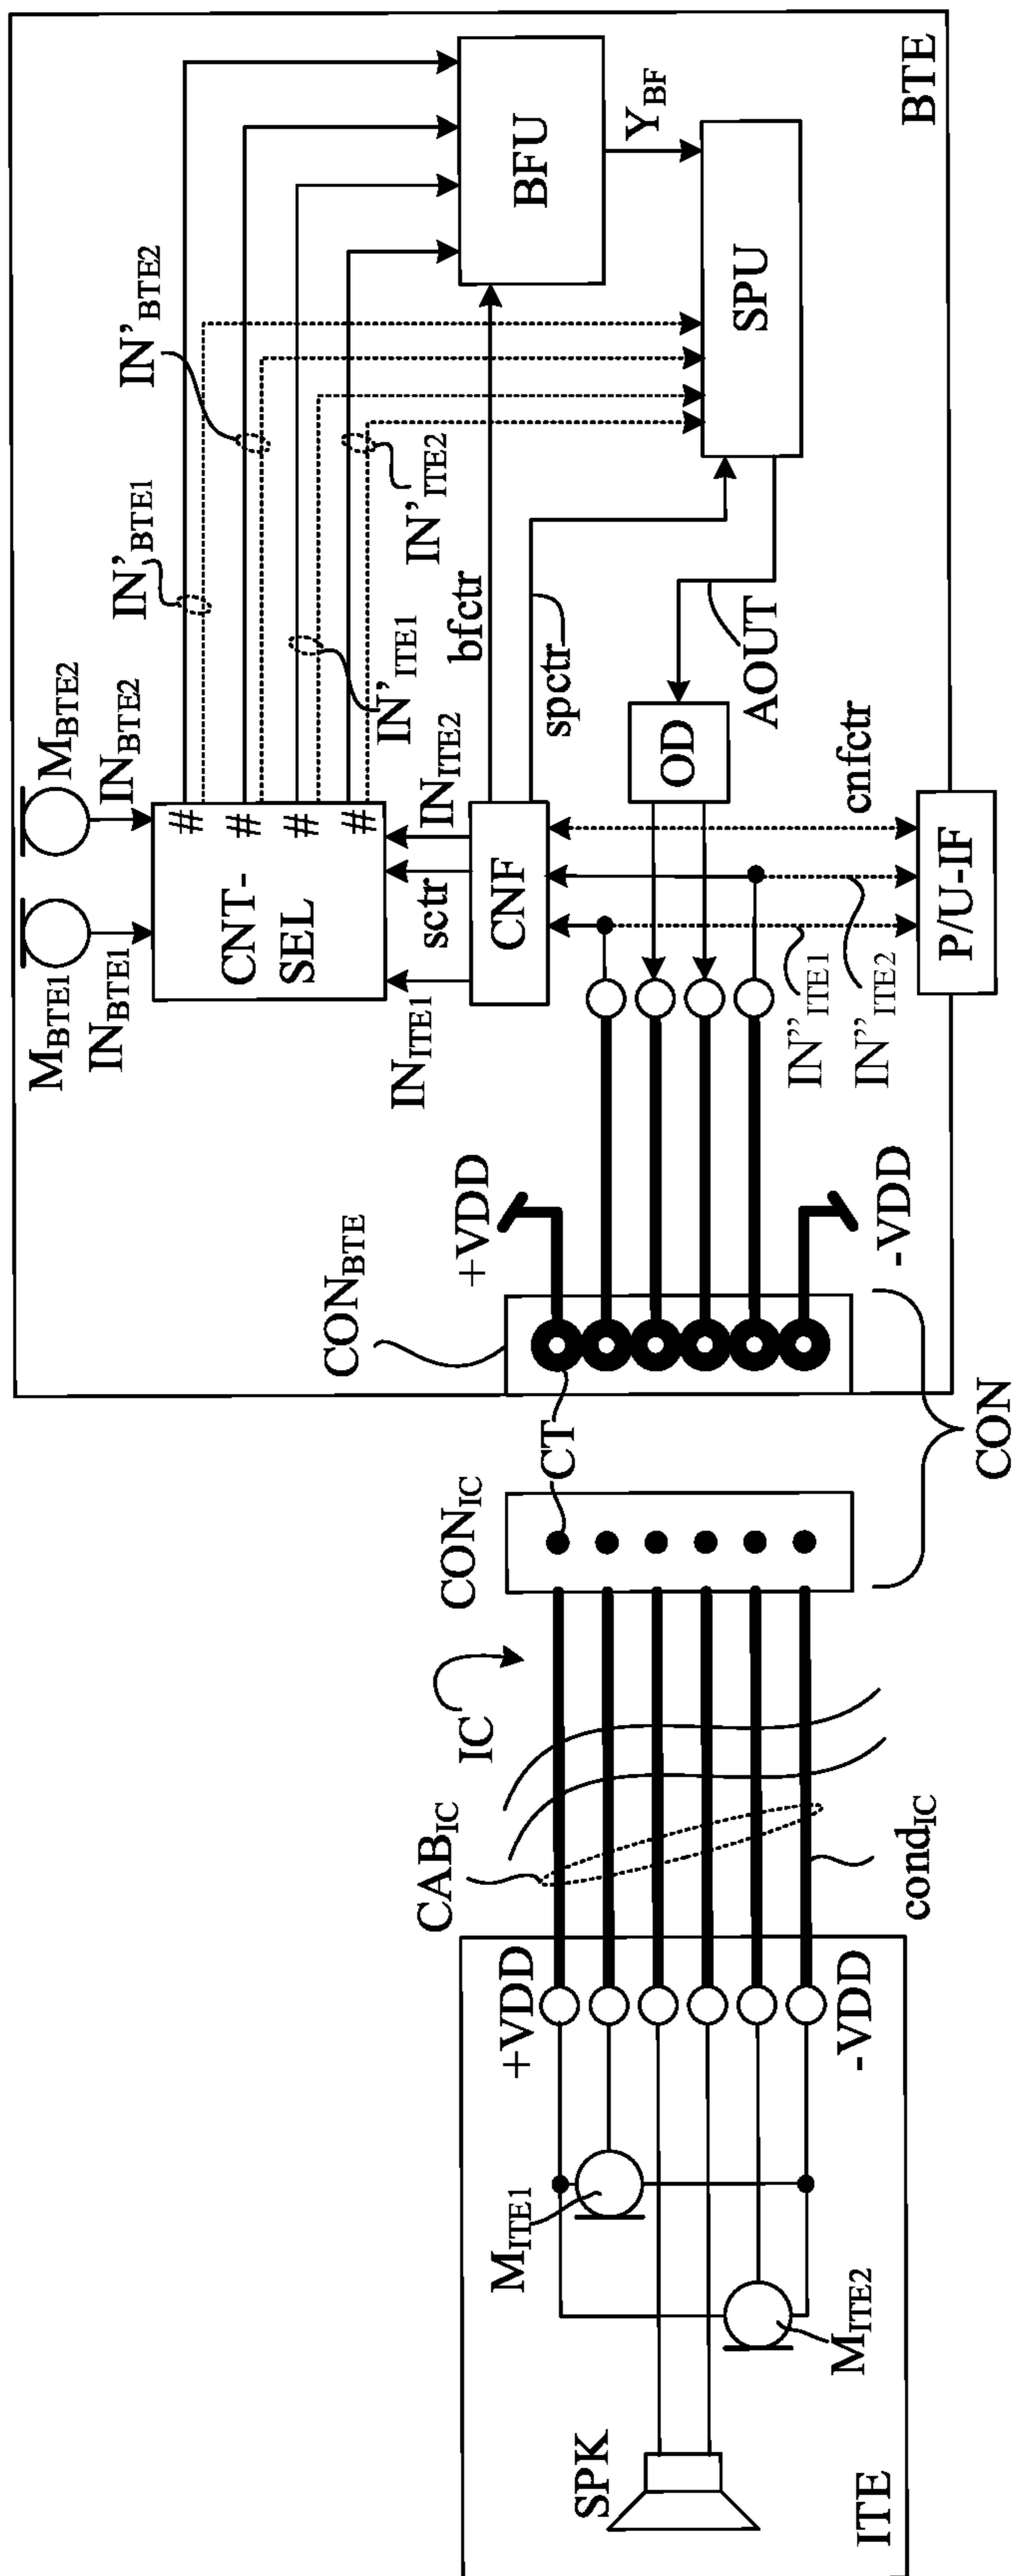 M_BTE1
IN_BTE1
M_BTE2
IN_BTE2
IN'_BTE1
IN'_BTE2
CNT-
SEL
#
#
#
#
IN_ITE1
sctr
IN_ITE2
IN'_ITE1
IN'_ITE2
BFU
Y_BF
BTE
CNF
bfctr
spctr
SPU
OD
AOUT
cnfctr
P/U-IF
IN''_ITE1
IN''_ITE2
+VDD
-VDD
CON_BTE
CT
CON_IC
CON
IC
CAB_IC
cond_IC
+VDD
-VDD
M_ITE1
M_ITE2
SPK
ITE